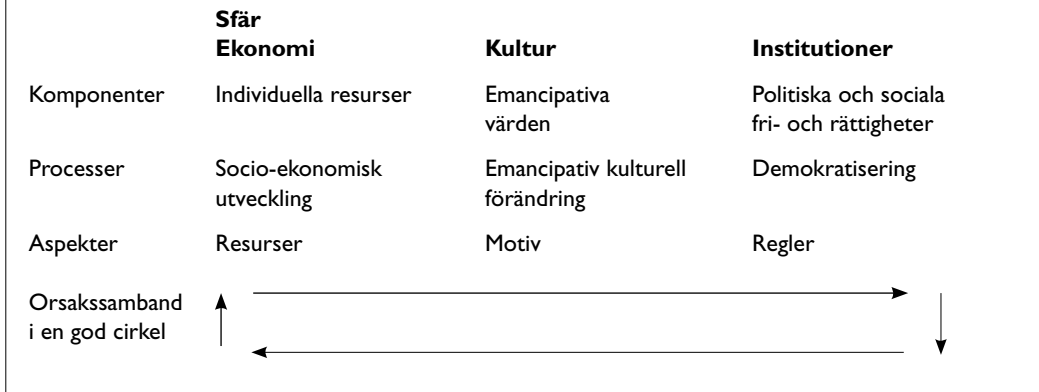 Sfär
Ekonomi Kultur Institutioner
Komponenter Individuella resurser Emancipativa Politiska och sociala
värden fri- och rättigheter
Processer Socio-ekonomisk Emancipativ kulturell Demokratisering
utveckling förändring
Aspekter Resurser Motiv Regler
Orsakssamband
i en god cirkel